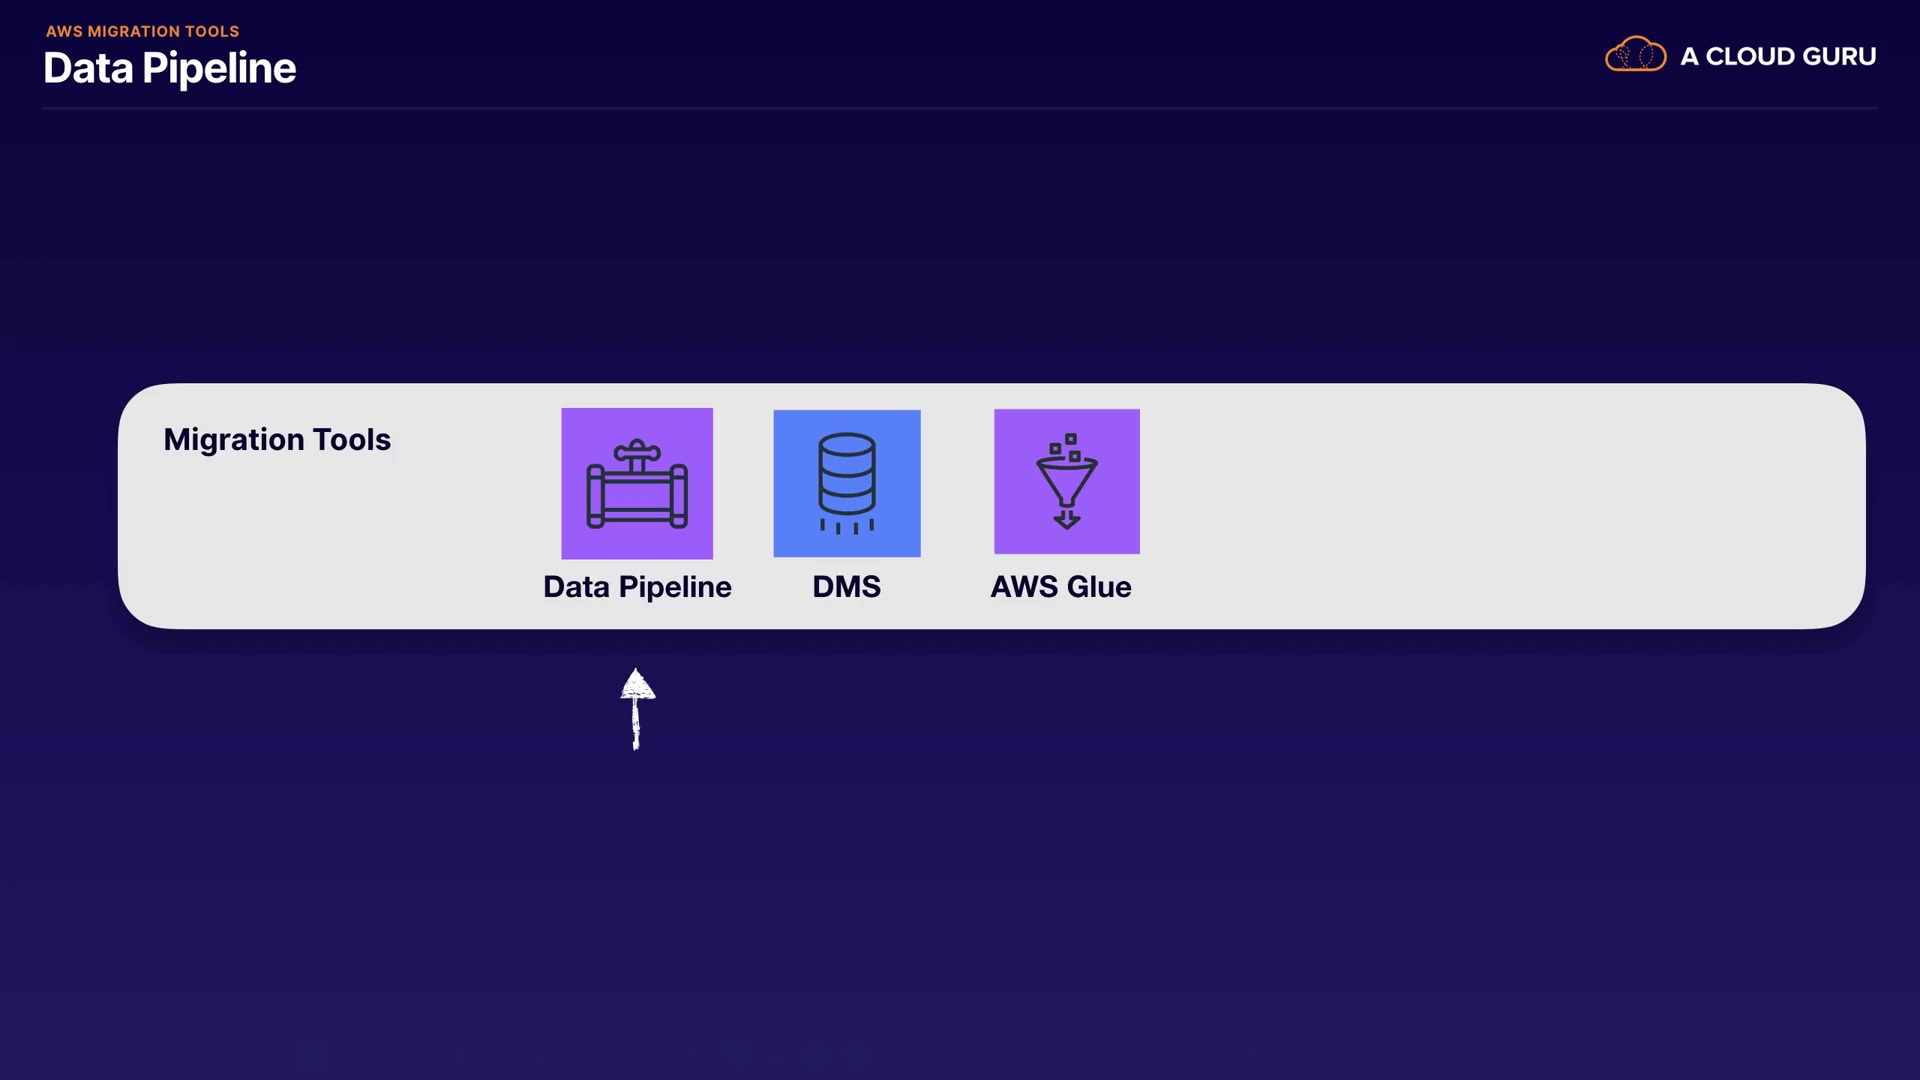 AWS MIGRATION TOOLS
Data Pipeline
A CLOUD GURU
Migration Tools
Data Pipeline
DMS
AWS Glue